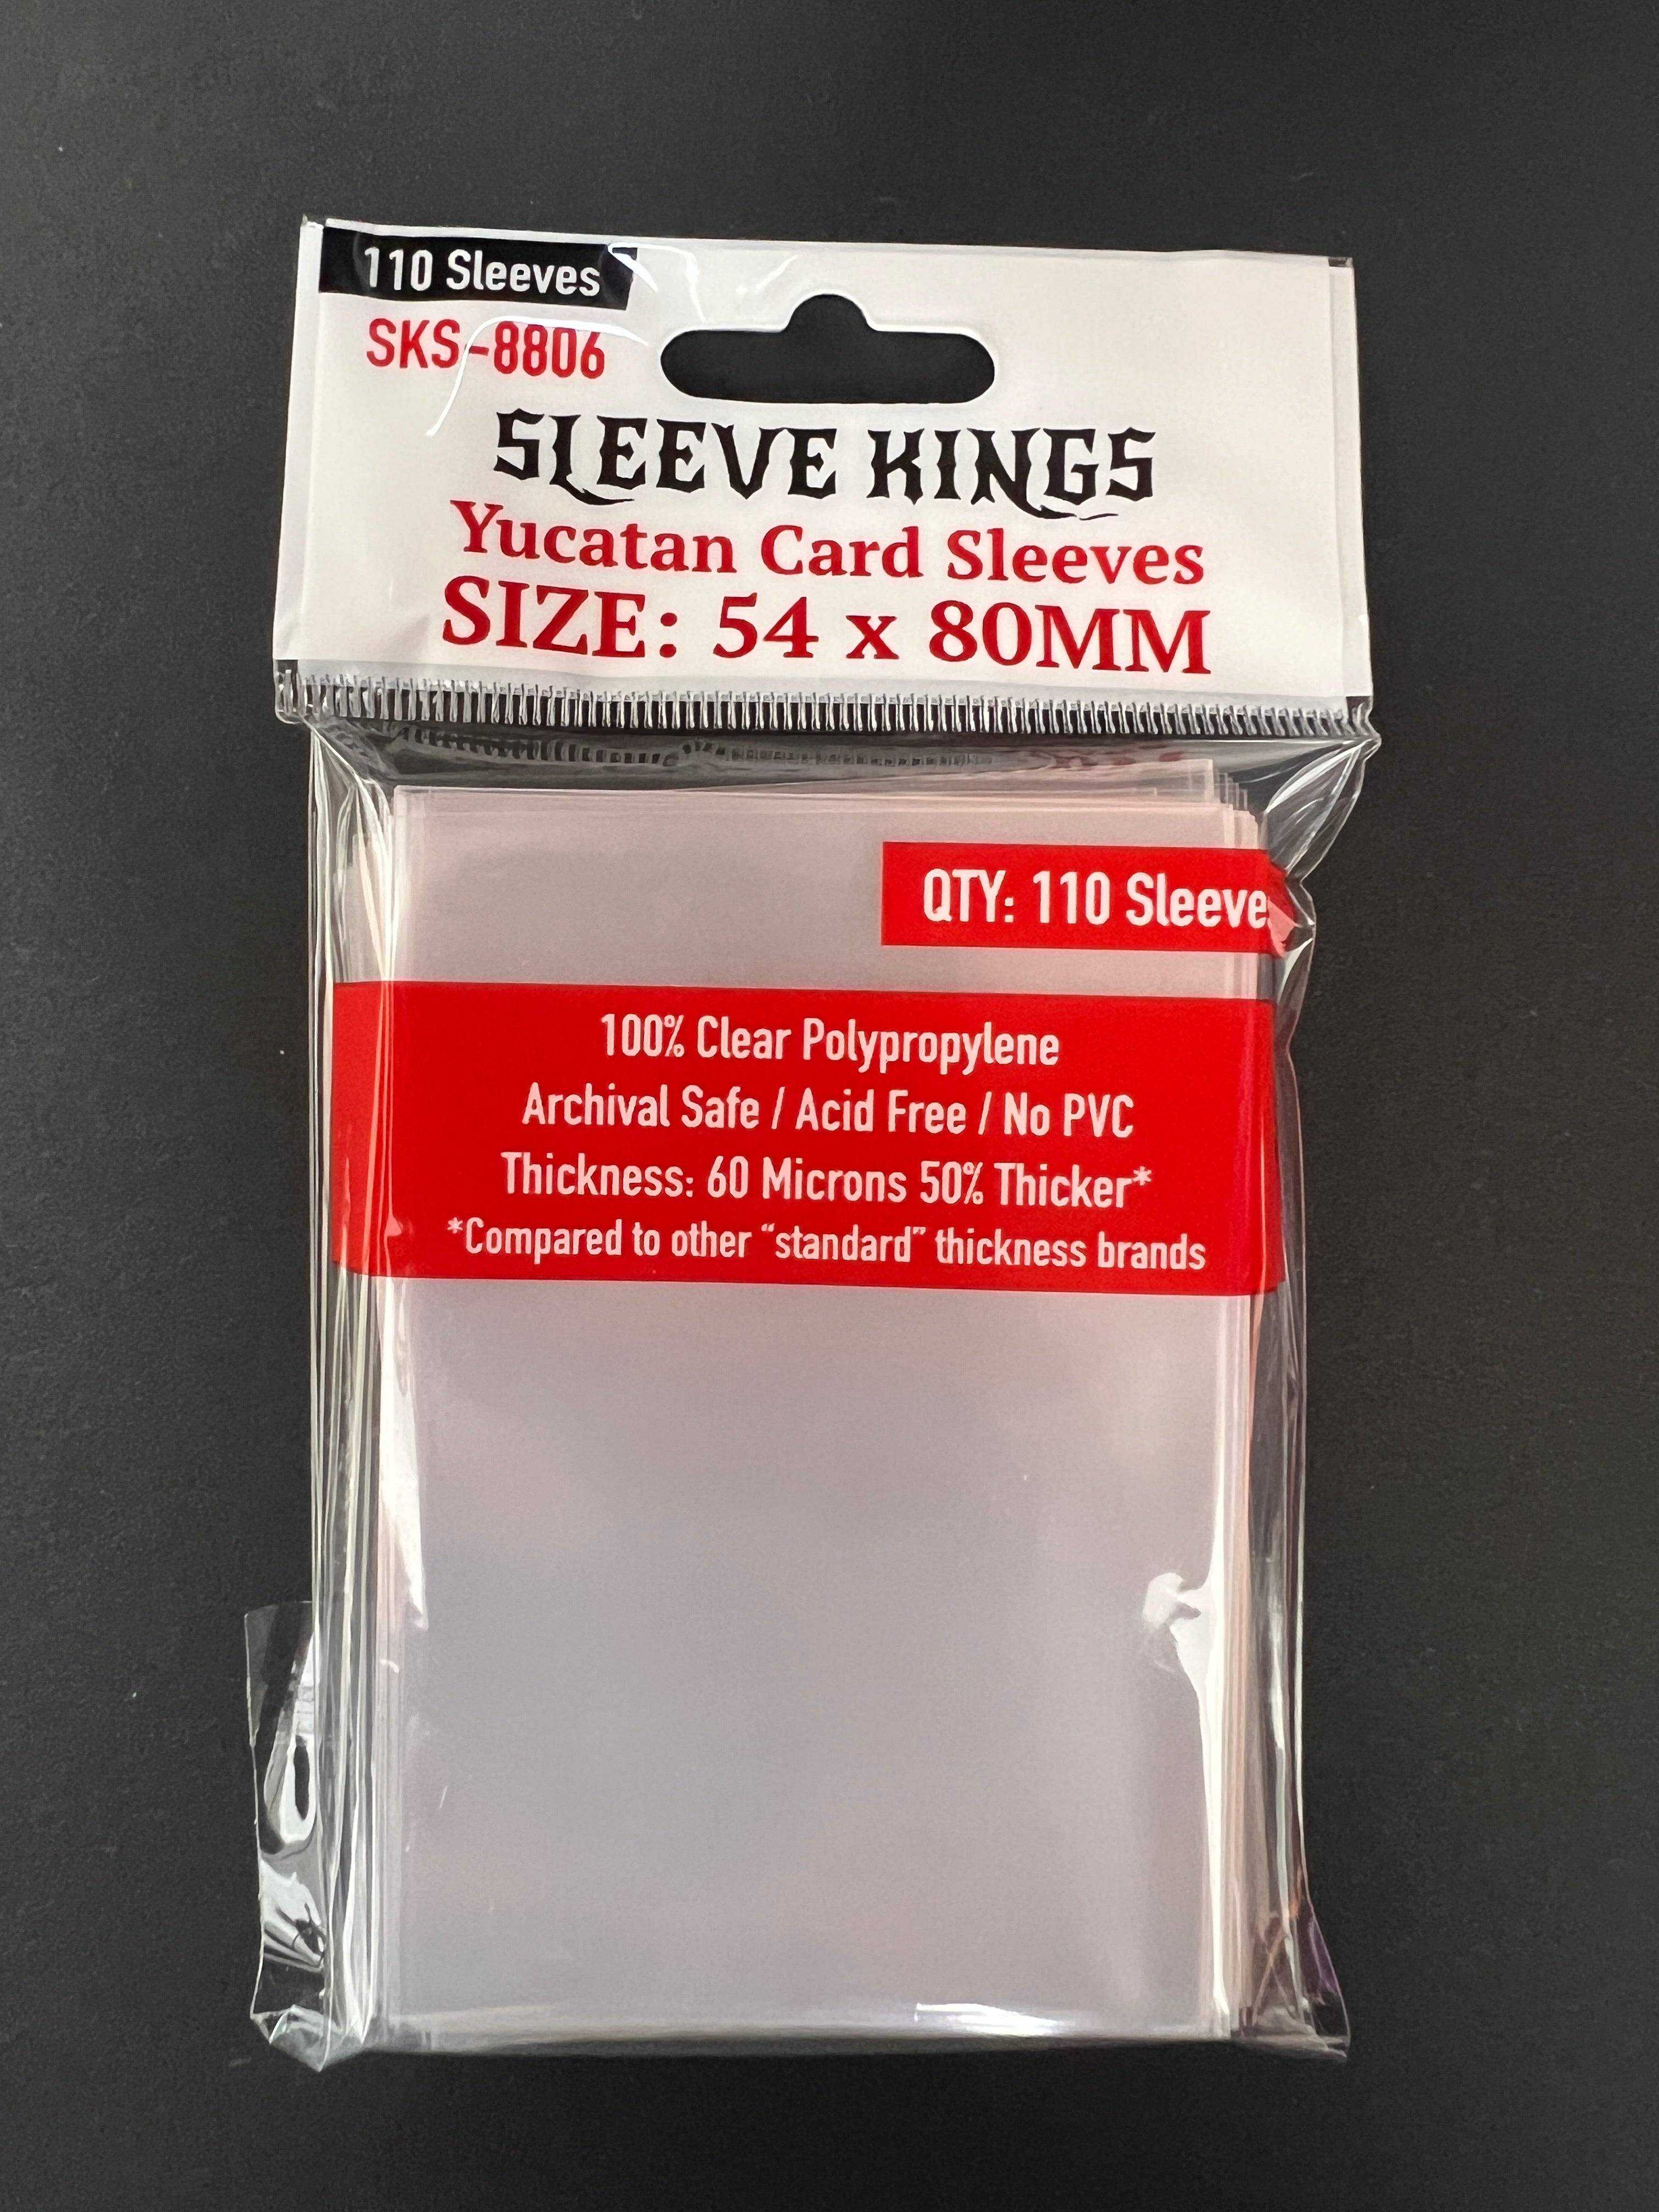 110 Sleeves
SKS-8806
SLEEVE KINGS
Yucatan Card Sleeves
SIZE: 54 x 80MM
QTY: 110 Sleeve
100% Clear Polypropylene
Archival Safe / Acid Free / No PVC
Thickness: 60 Microns 50% Thicker*
*Compared to other “standard” thickness brands